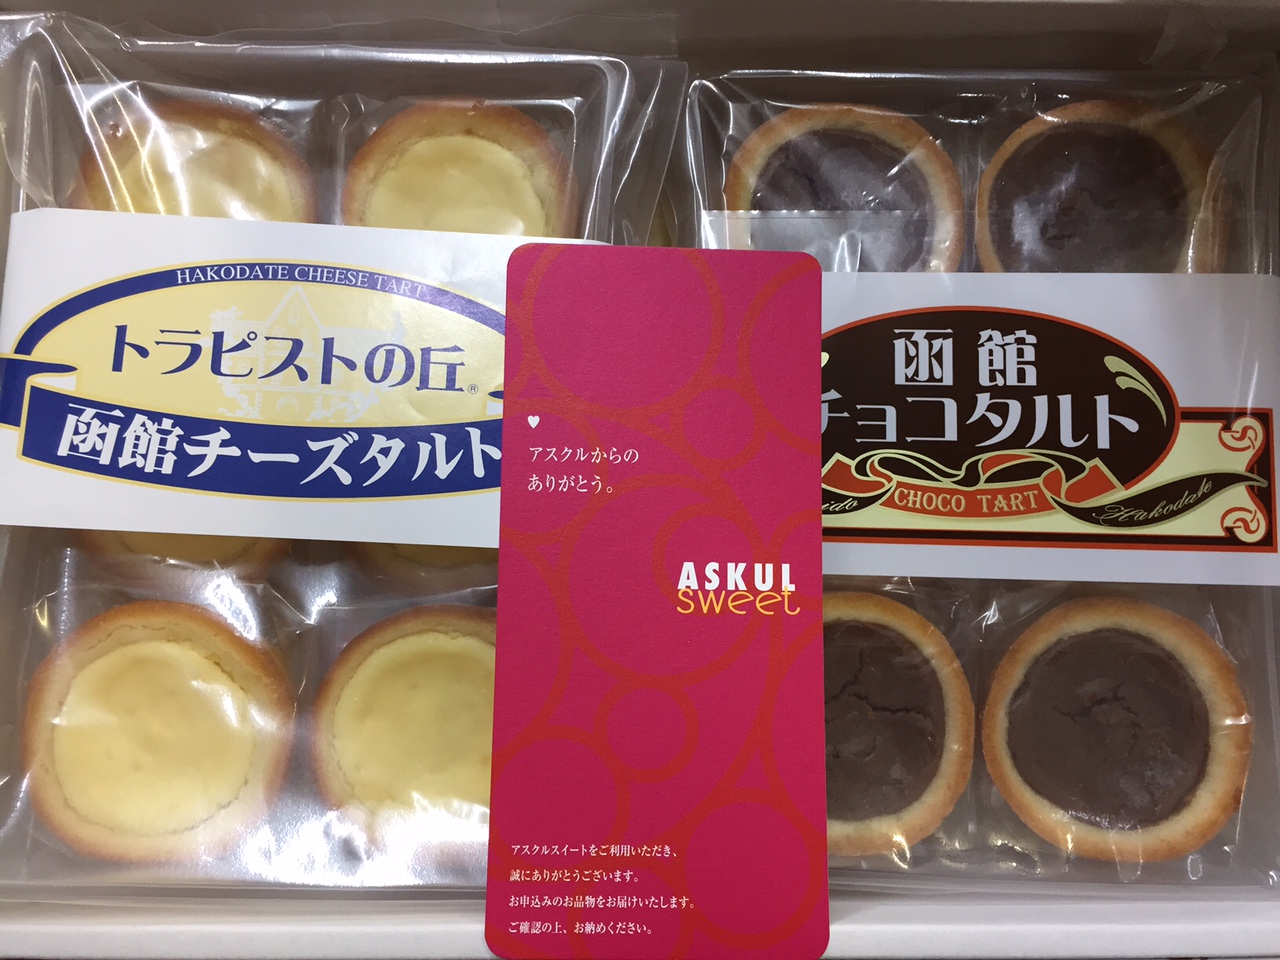 HAKODATE CHEESE TART
トラピストの丘®
函館チーズタルト
♥
アスクルからの
ありがとう。
ASKUL
sweet
アスクルスイートをご利用いただき、
誠にありがとうございます。
お申込みのお品物をお届けいたします。
ご確認の上、お納めください。
函館
チョコタルト
CHOCO TART
Hakodate